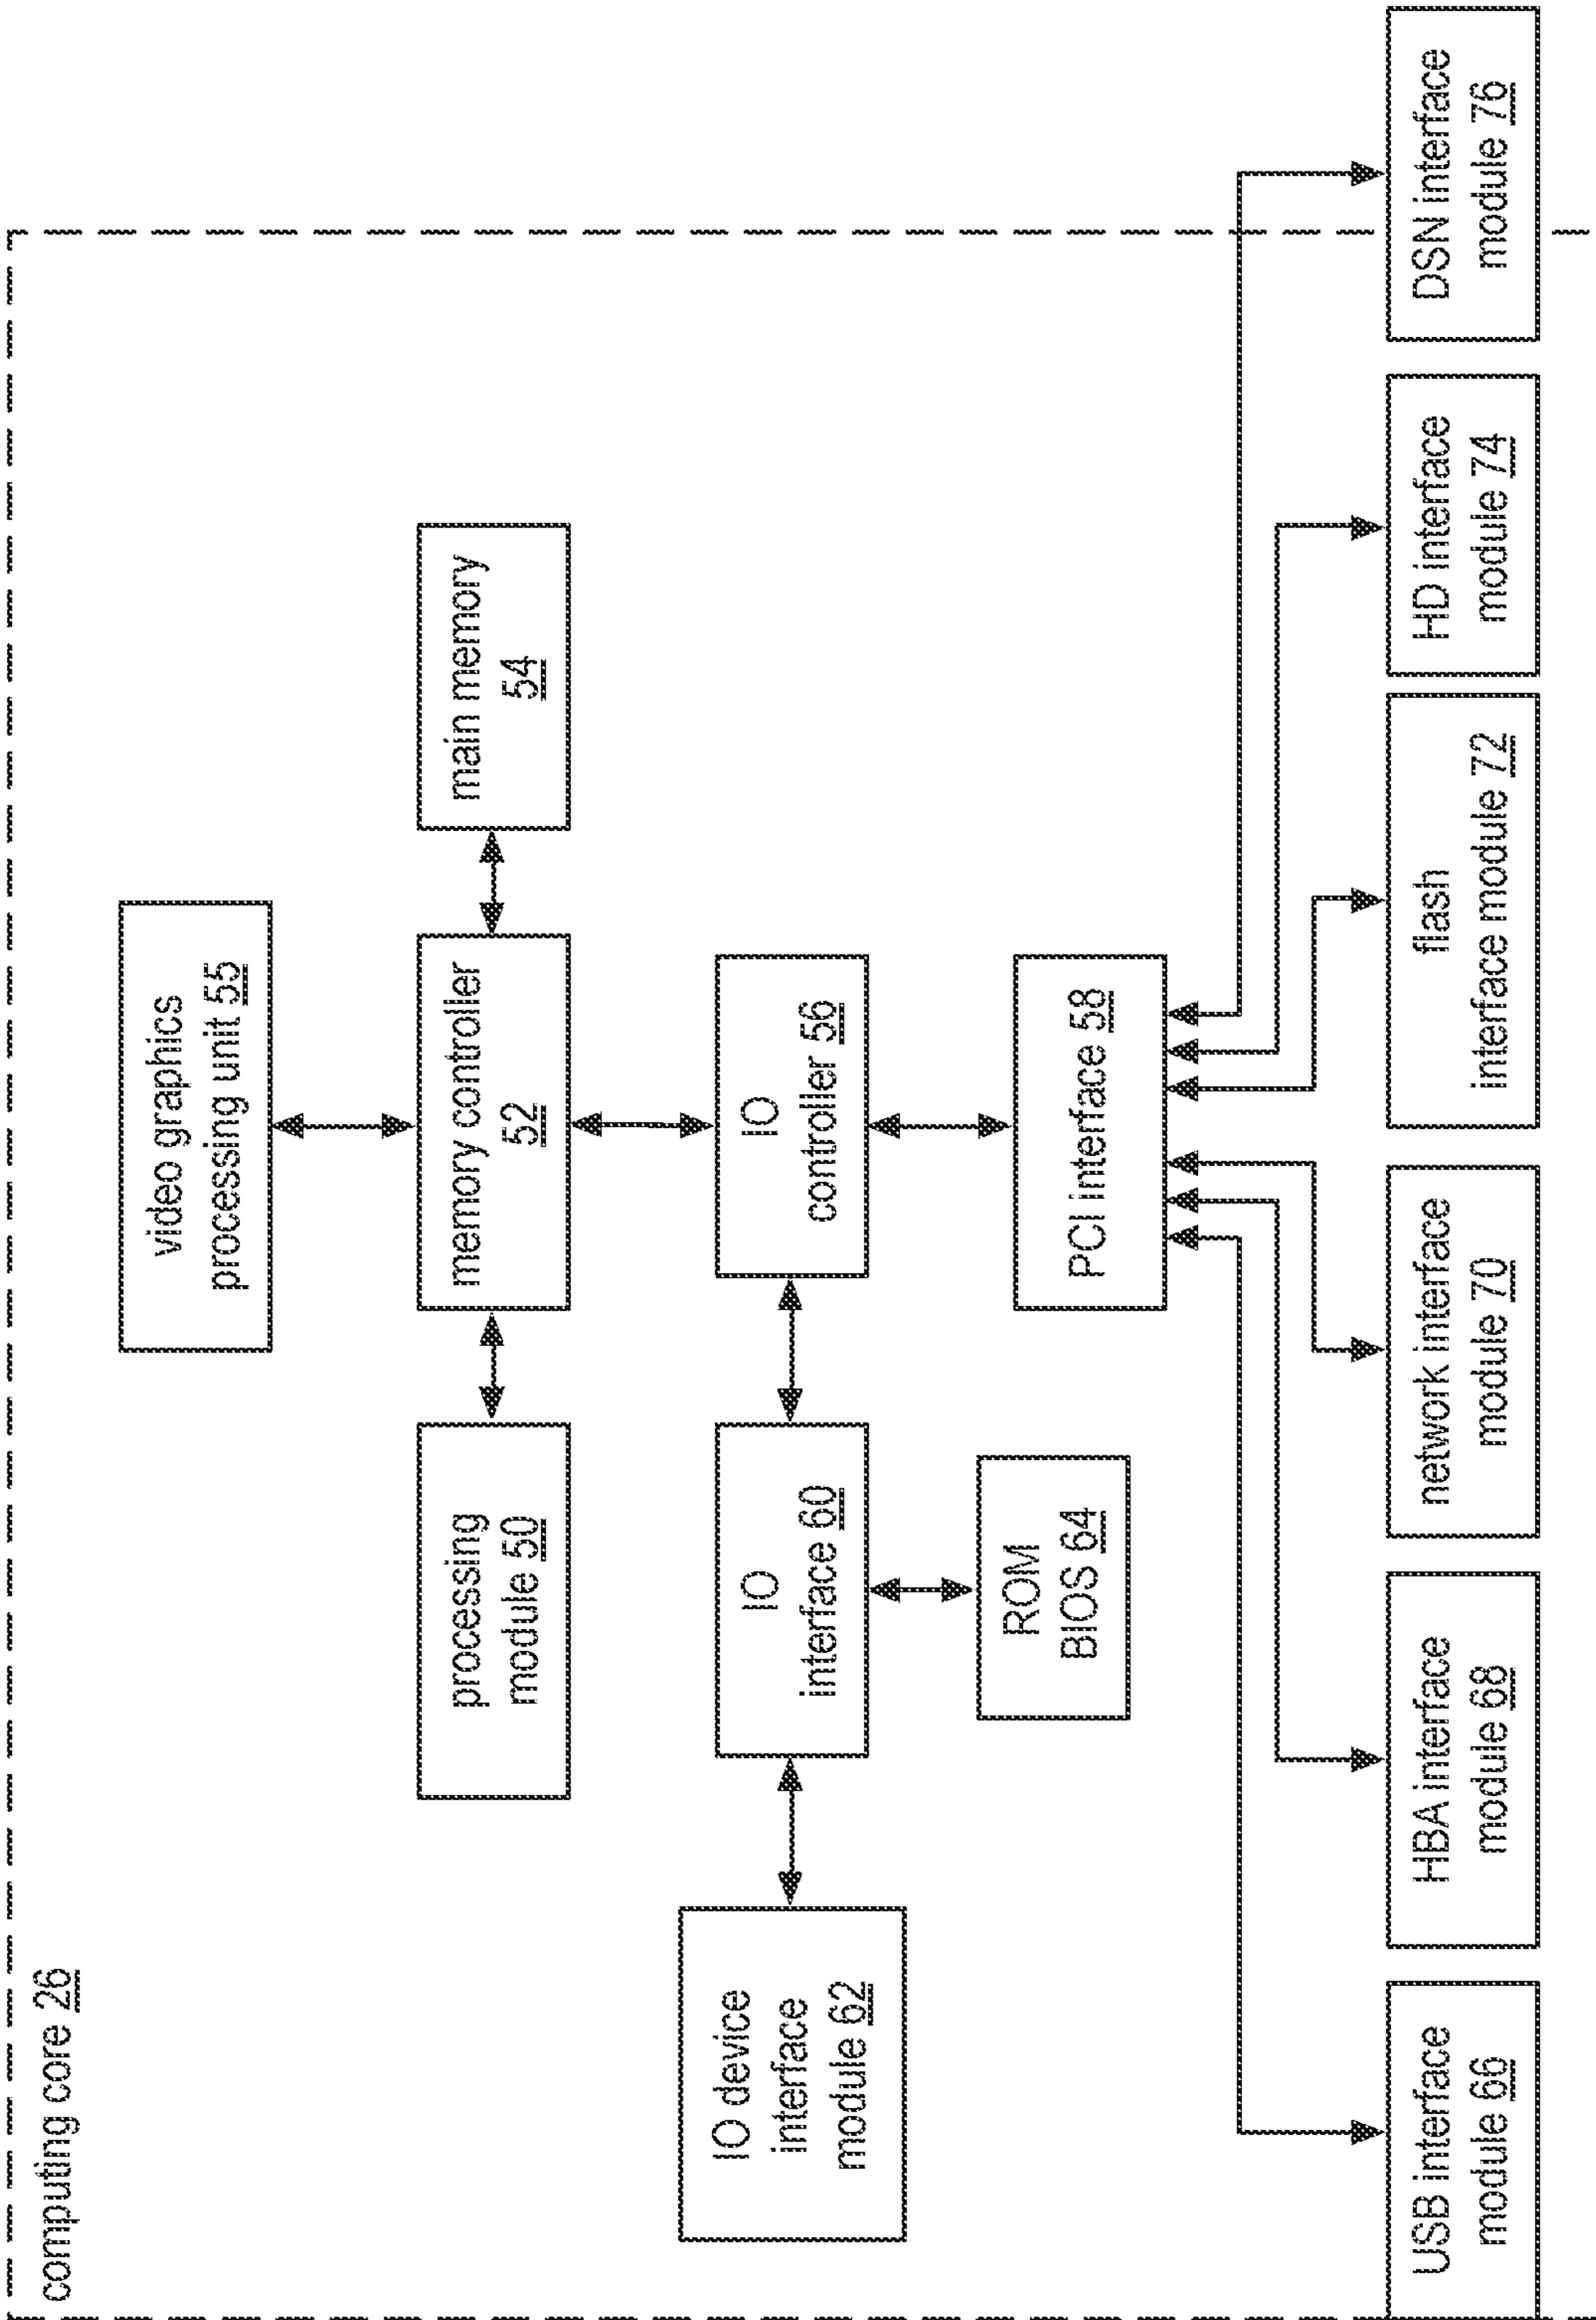 computing core 26
video graphics
processing unit 55
processing
module 50
memory controller
52
main memory
54
IO device
interface
module 62
IO
interface 60
IO
controller 56
ROM
BIOS 64
PCI interface 58
USB interface
module 66
HBA interface
module 68
network interface
module 70
flash
interface module 72
HD interface
module 74
DSN interface
module 76